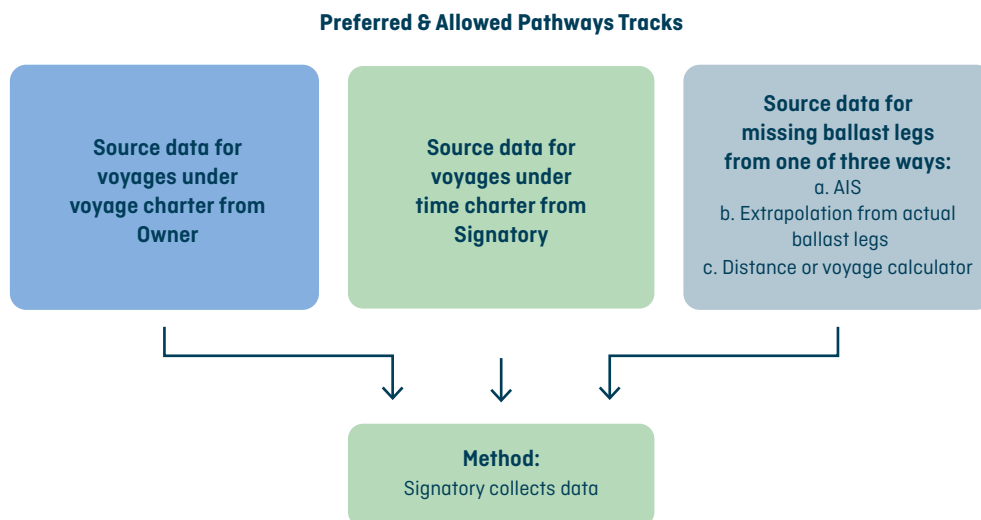 Preferred & Allowed Pathways Tracks
Source data for
voyages under
voyage charter from
Owner
Source data for
voyages under
time charter from
Signatory
Source data for
missing ballast legs
from one of three ways:
a. AIS
b. Extrapolation from actual
ballast legs
c. Distance or voyage calculator
Method:
Signatory collects data